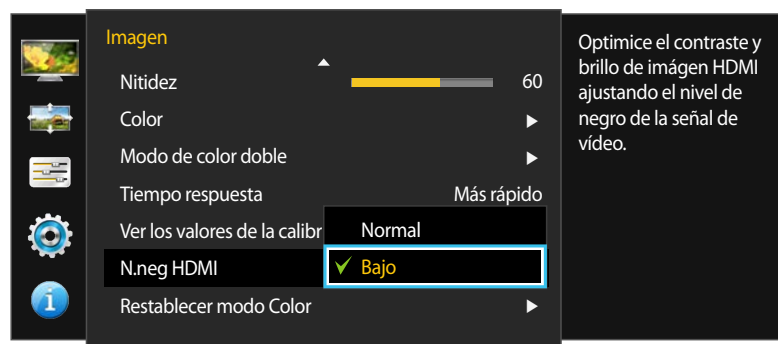 Imagen
Nitidez 60
Color
Modo de color doble
Tiempo respuesta Más rápido
Ver los valores de la calibr
Normal
N.neg HDMI
Bajo
Restablecer modo Color
Optimice el contraste y
brillo de imágen HDMI
ajustando el nivel de
negro de la señal de
vídeo.